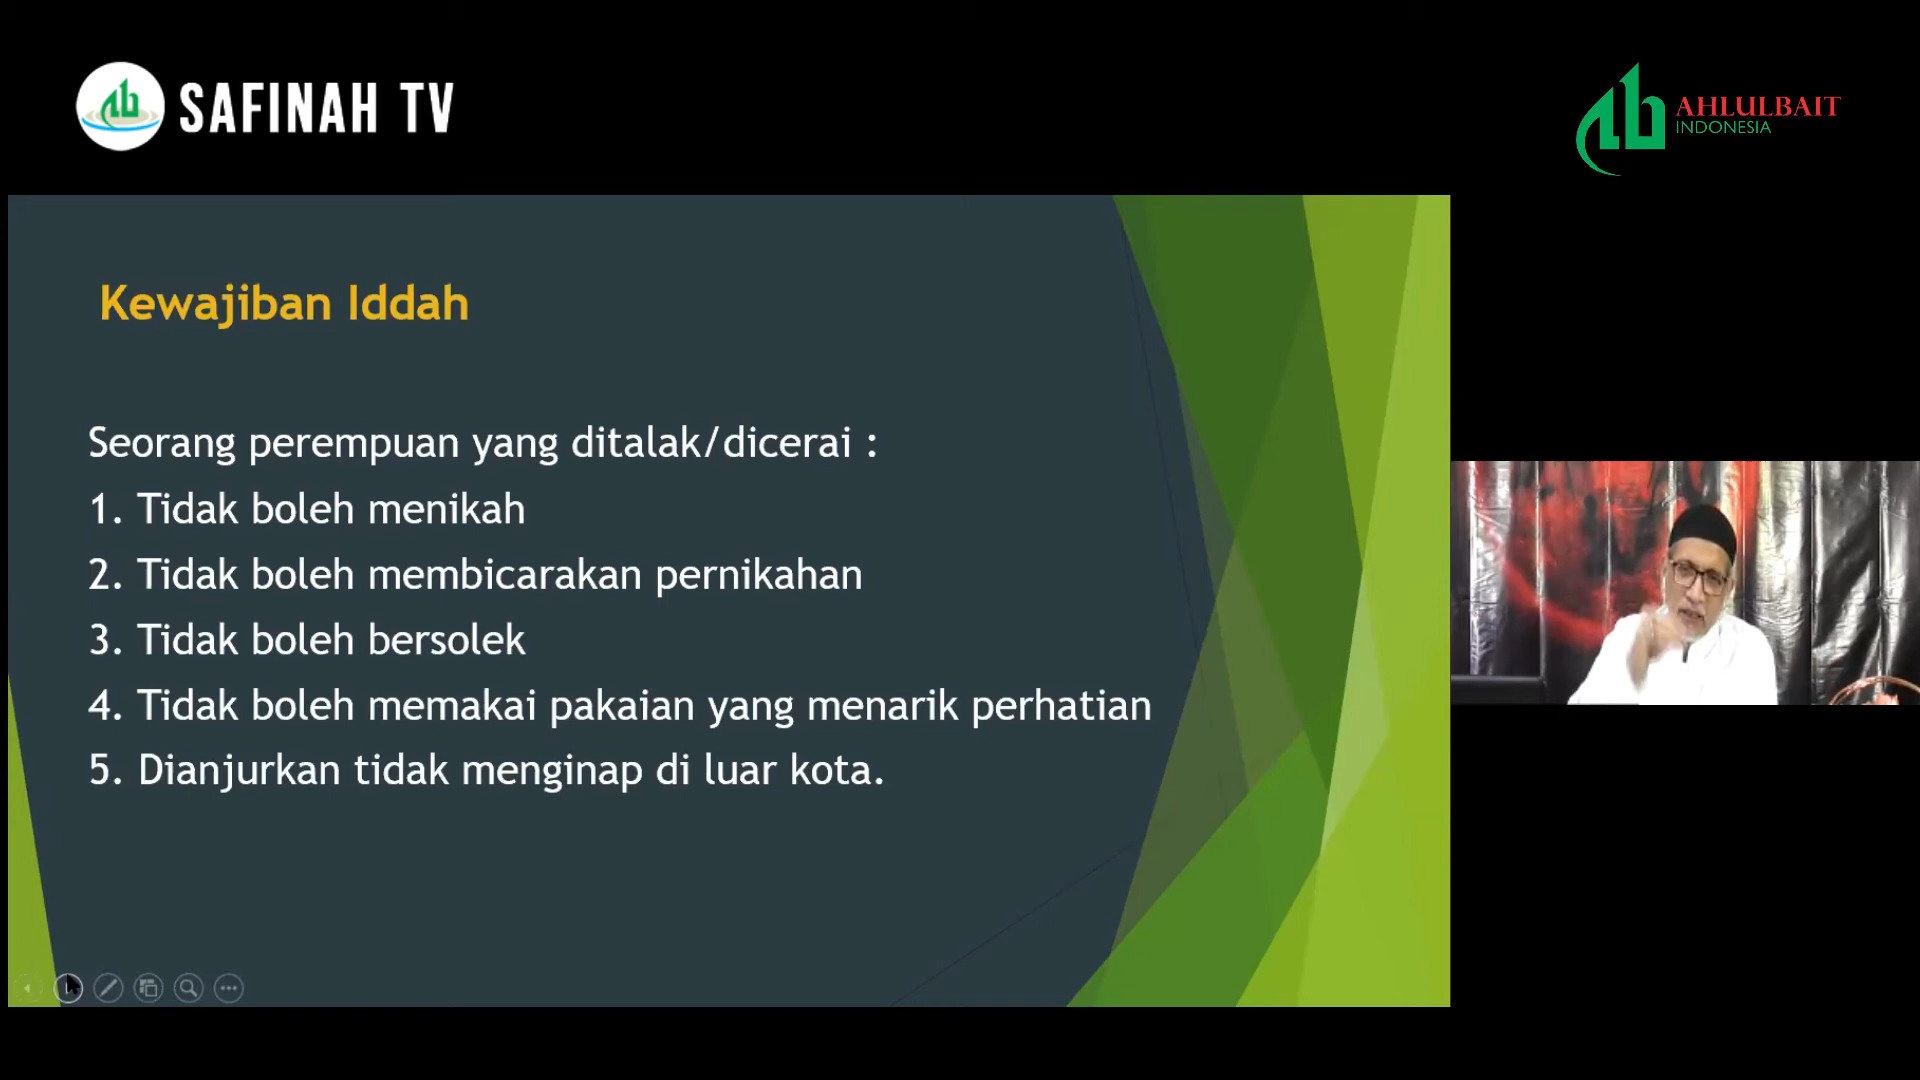 SAFINAH TV
AHLULBAIT
INDONESIA
Kewajiban Iddah
Seorang perempuan yang ditalak/dicerai :
1. Tidak boleh menikah
2. Tidak boleh membicarakan pernikahan
3. Tidak boleh bersolek
4. Tidak boleh memakai pakaian yang menarik perhatian
5. Dianjurkan tidak menginap di luar kota.